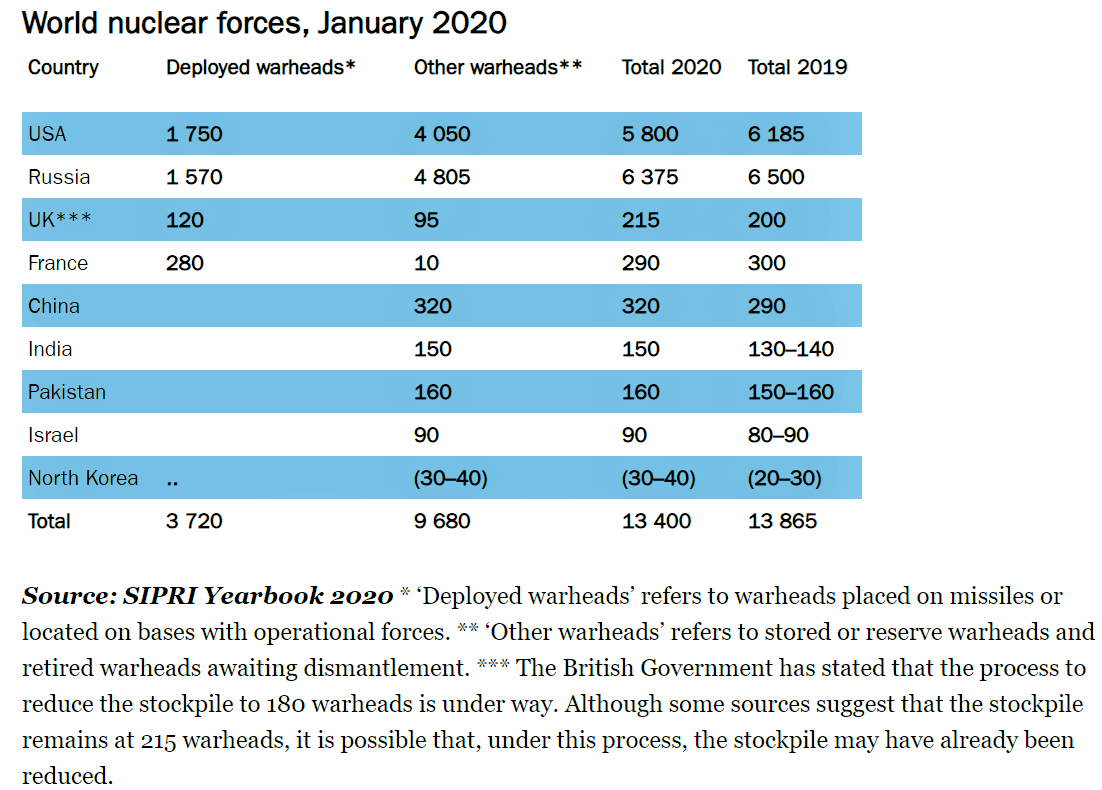 World nuclear forces, January 2020
Country Deployed warheads* Other warheads** Total 2020 Total 2019
USA 1 750 4 050 5 800 6 185
Russia 1 570 4 805 6 375 6 500
UK*** 120 95 215 200
France 280 10 290 300
China 320 320 290
India 150 150 130–140
Pakistan 160 160 150–160
Israel 90 90 80–90
North Korea .. (30–40) (30–40) (20–30)
Total 3 720 9 680 13 400 13 865
Source: SIPRI Yearbook 2020 * ‘Deployed warheads’ refers to warheads placed on missiles or
located on bases with operational forces. ** ‘Other warheads’ refers to stored or reserve warheads and
retired warheads awaiting dismantlement. *** The British Government has stated that the process to
reduce the stockpile to 180 warheads is under way. Although some sources suggest that the stockpile
remains at 215 warheads, it is possible that, under this process, the stockpile may have already been
reduced.